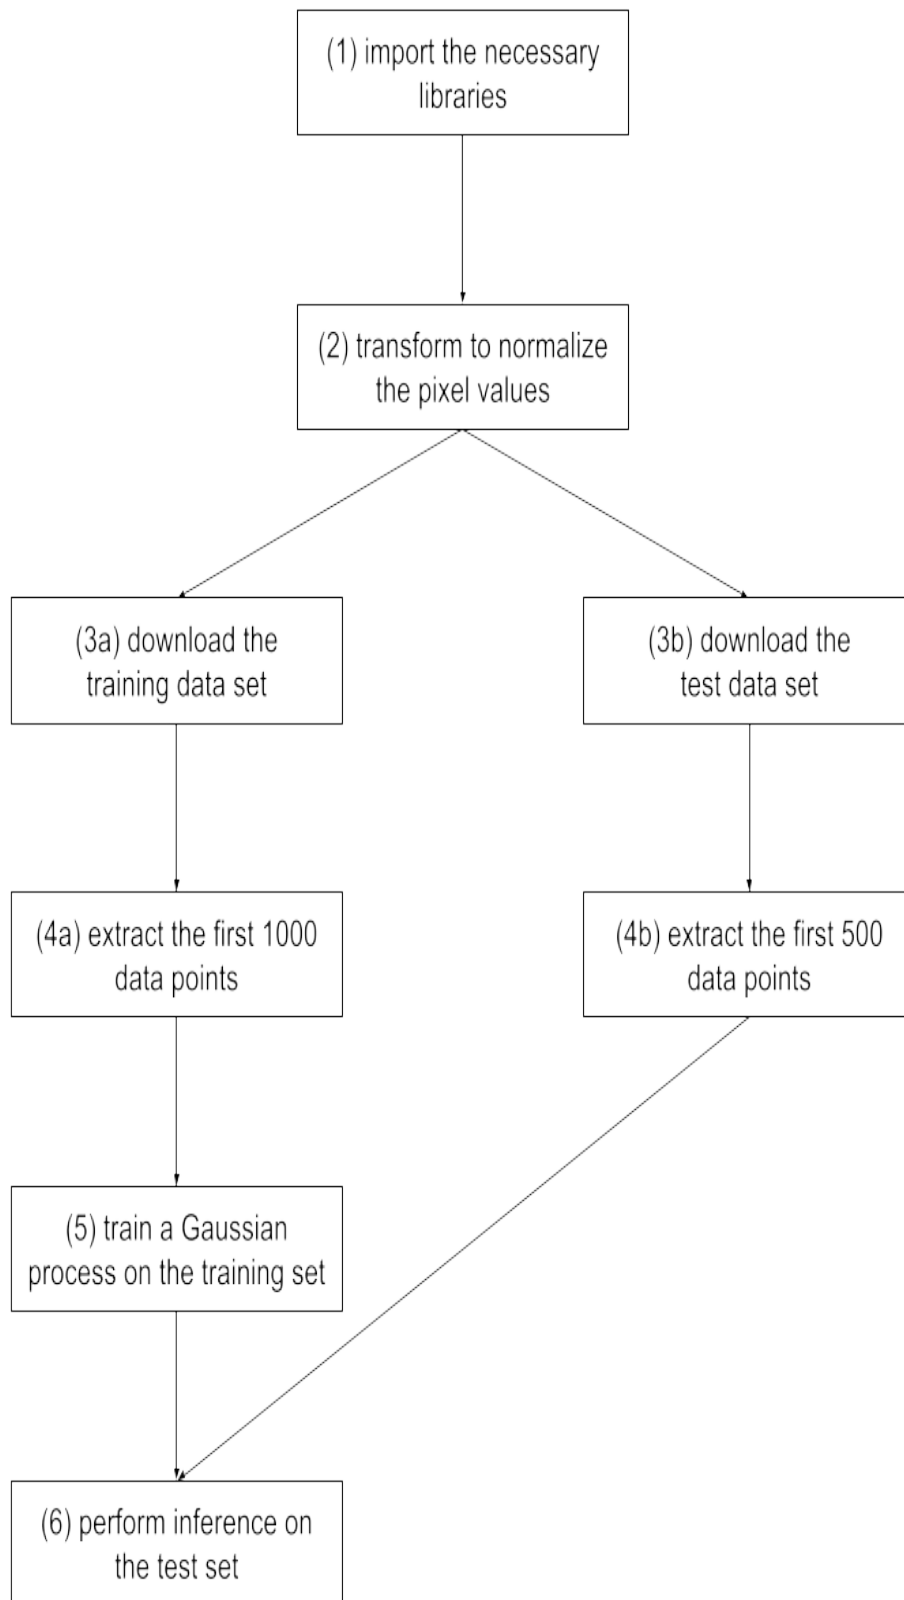 (1) import the necessary
libraries
(2) transform to normalize
the pixel values
(3a) download the
training data set
(3b) download the
test data set
(4a) extract the first 1000
data points
(4b) extract the first 500
data points
(5) train a Gaussian
process on the training set
(6) perform inference on
the test set